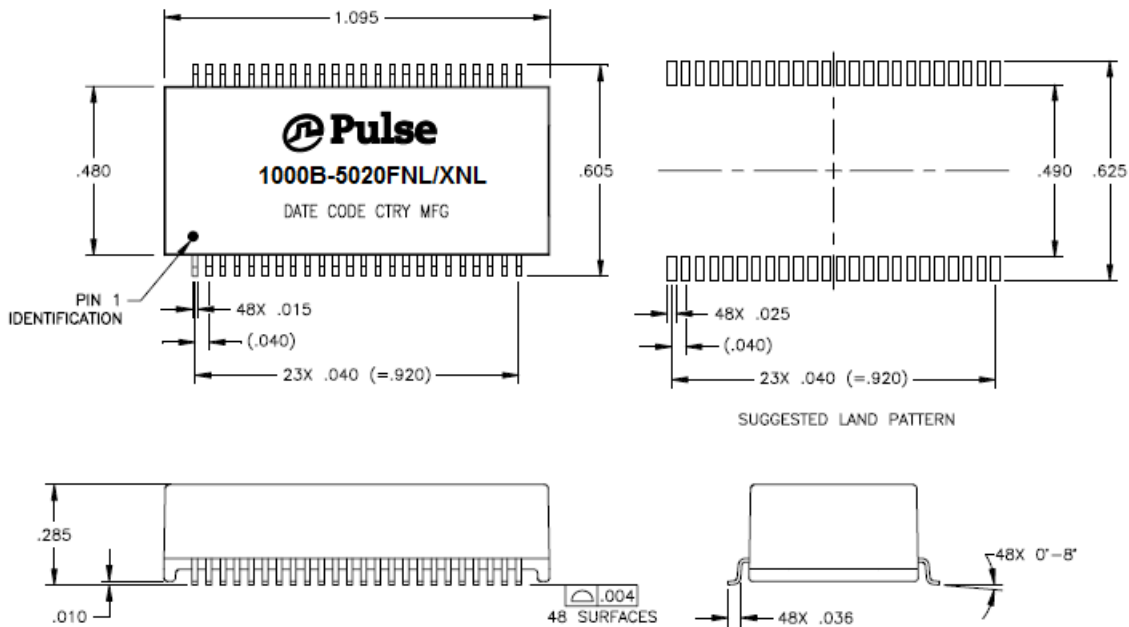 1.095
.480
Pulse
1000B-5020FNL/XNL
DATE CODE CTRY MFG
.605
PIN 1
IDENTIFICATION
48X .015
(.040)
23X .040 (=.920)
.490
.625
48X .025
(.040)
23X .040 (=.920)
SUGGESTED LAND PATTERN
.285
.010
.004
48 SURFACES
48X 0°-8°
48X .036